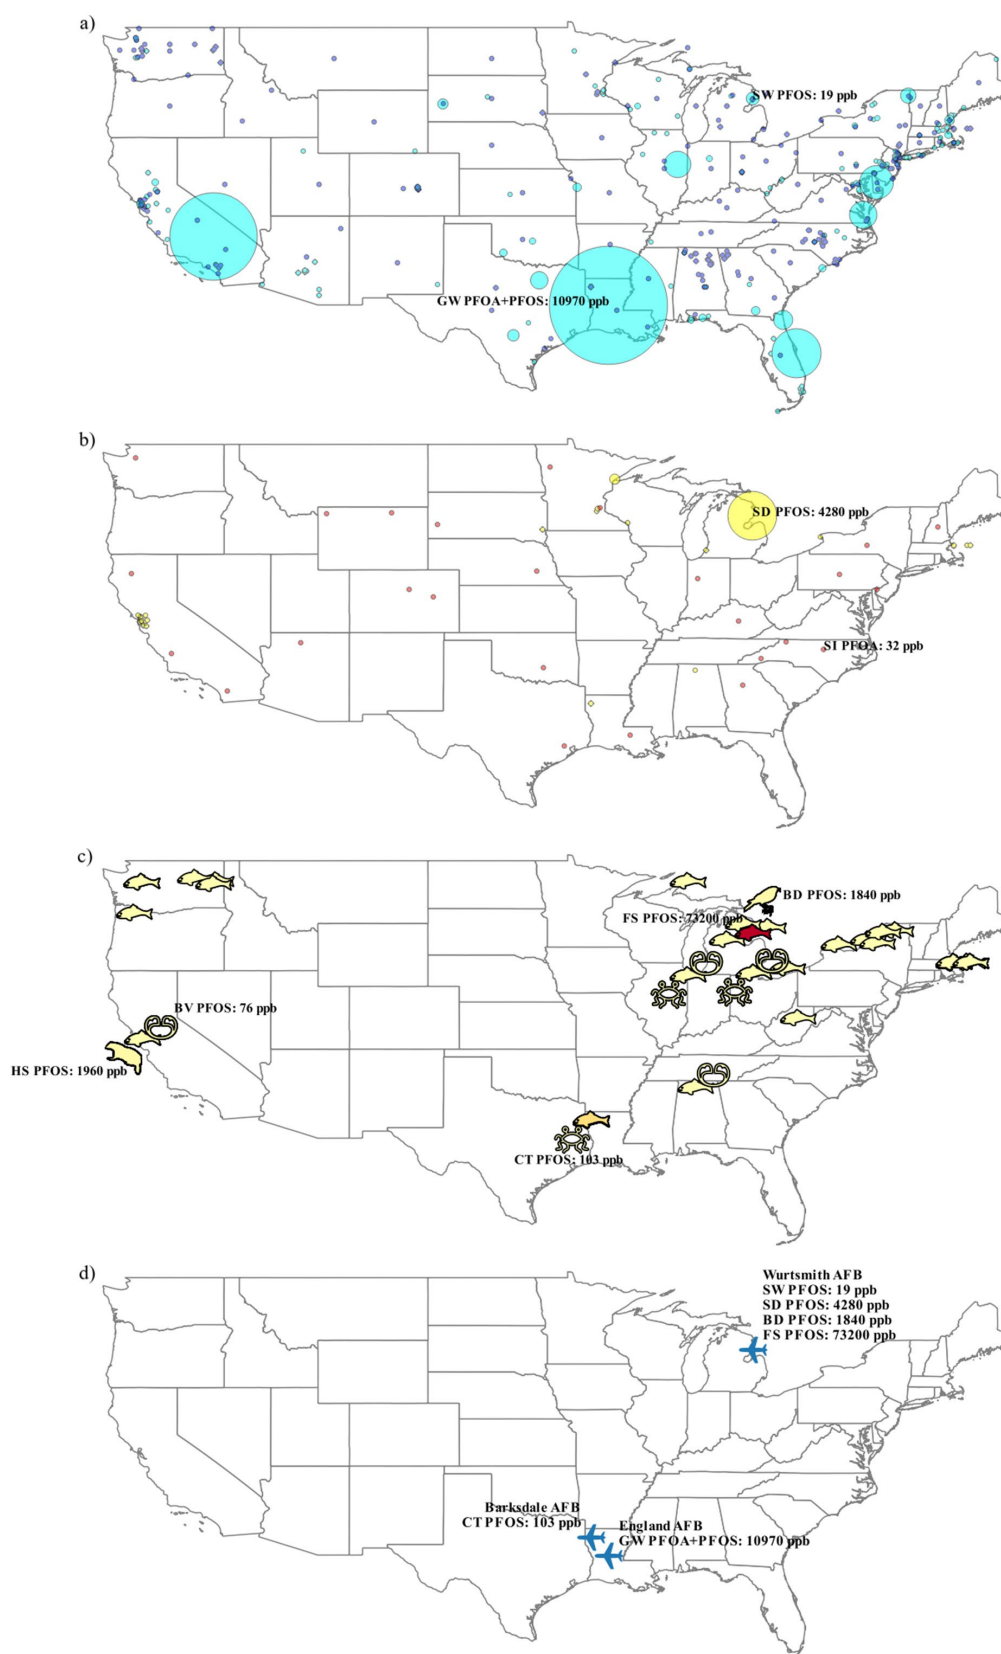 a)
SW PFOS: 19 ppb
GW PFOA+PFOS: 10970 ppb
b)
SD PFOS: 4280 ppb
SI PFOA: 32 ppb
c)
BD PFOS: 1840 ppb
FS PFOS: 73200 ppb
BV PFOS: 76 ppb
HS PFOS: 1960 ppb
CT PFOS: 103 ppb
d)
Wurtsmith AFB
SW PFOS: 19 ppb
SD PFOS: 4280 ppb
BD PFOS: 1840 ppb
FS PFOS: 73200 ppb
Barksdale AFB
CT PFOS: 103 ppb
England AFB
GW PFOA+PFOS: 10970 ppb